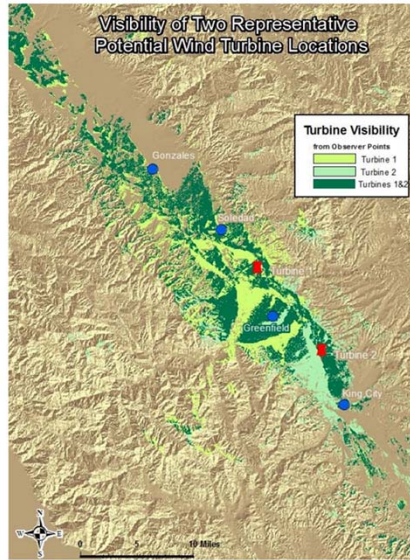 Visibility of Two Representative
Potential Wind Turbine Locations
Turbine Visibility
from Observer Points
Turbine 1
Turbine 2
Turbines 1&2
Gonzales
Soledad
Turbine 1
Greenfield
Turbine 2
King City
N
W E
S
0 5 10 Miles